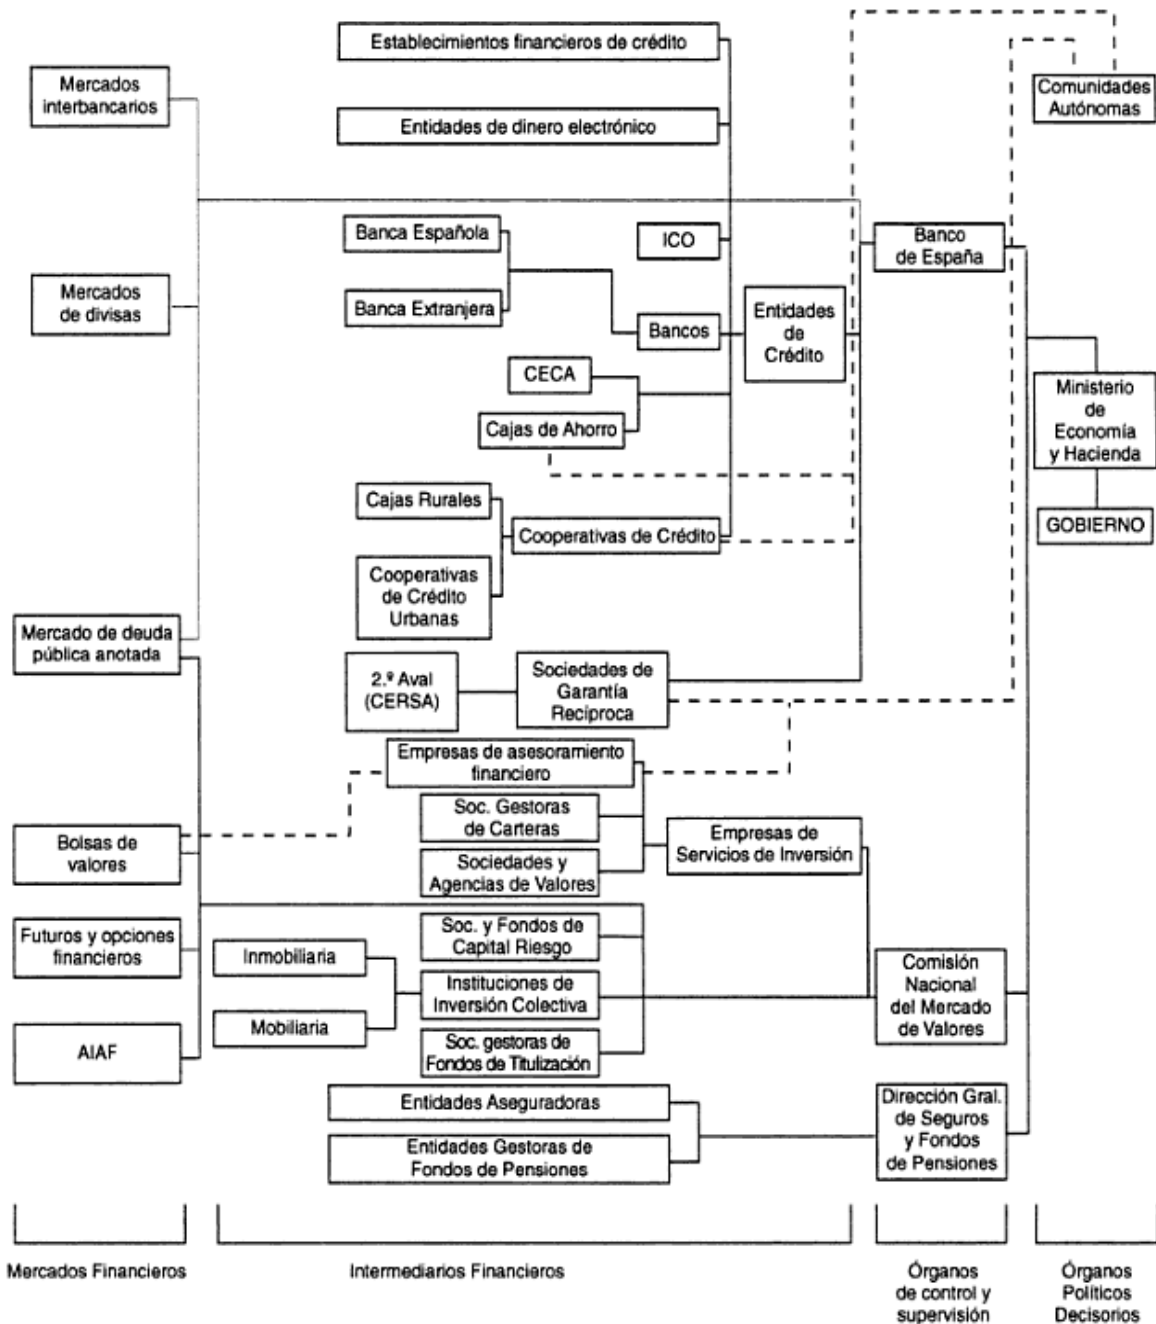 Establecimientos financieros de crédito
Mercados
interbancarios
Comunidades
Autónomas
Entidades de dinero electrónico
Banca Española
ICO
Banco
de España
Mercados
de divisas
Banca Extranjera
Bancos
Entidades
de
Crédito
CECA
Cajas de Ahorro
Ministerio
de
Economía
y Hacienda
Cajas Rurales
Cooperativas de Crédito
GOBIERNO
Cooperativas
de Crédito
Urbanas
Mercado de deuda
pública anotada
2.º Aval
(CERSA)
Sociedades de
Garantía
Recíproca
Empresas de asesoramiento
financiero
Soc. Gestoras
de Carteras
Bolsas de
valores
Empresas de
Servicios de Inversión
Sociedades y
Agencias de Valores
Futuros y opciones
financieros
Soc. y Fondos de
Capital Riesgo
Inmobiliaria
Instituciones de
Inversión Colectiva
Comisión
Nacional
del Mercado
de Valores
Mobiliaria
AIAF
Soc. gestoras de
Fondos de Titulización
Entidades Aseguradoras
Dirección Gral.
de Seguros
y Fondos
de Pensiones
Entidades Gestoras de
Fondos de Pensiones
Mercados Financieros
Intermediarios Financieros
Órganos
de control y
supervisión
Órganos
Políticos
Decisorios